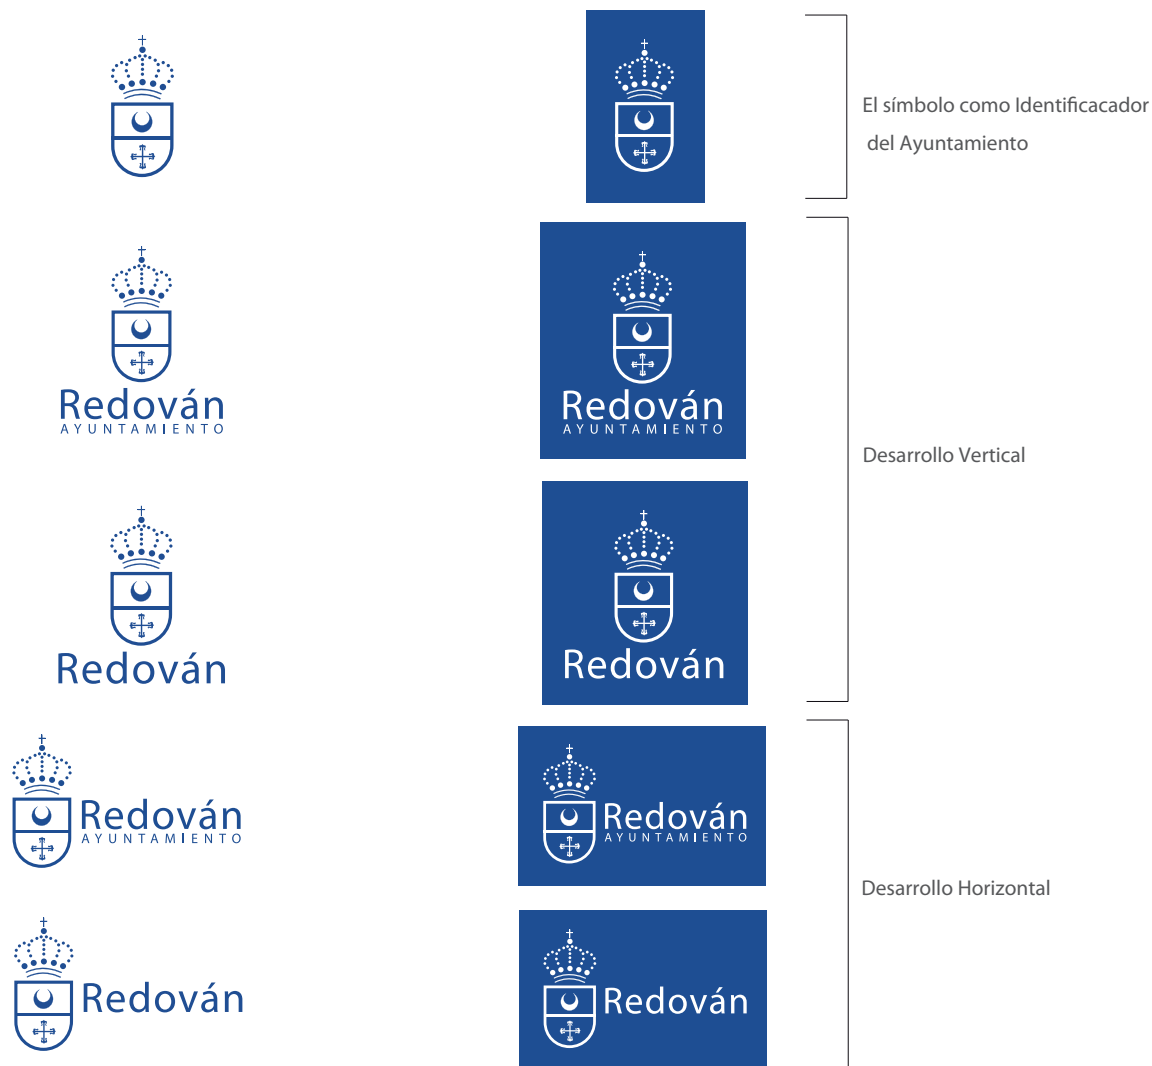 El símbolo como Identificacador
del Ayuntamiento
Redován
AYUNTAMIENTO
Redován
AYUNTAMIENTO
Desarrollo Vertical
Redován
Redován
Redován
AYUNTAMIENTO
Redován
AYUNTAMIENTO
Desarrollo Horizontal
Redován
Redován